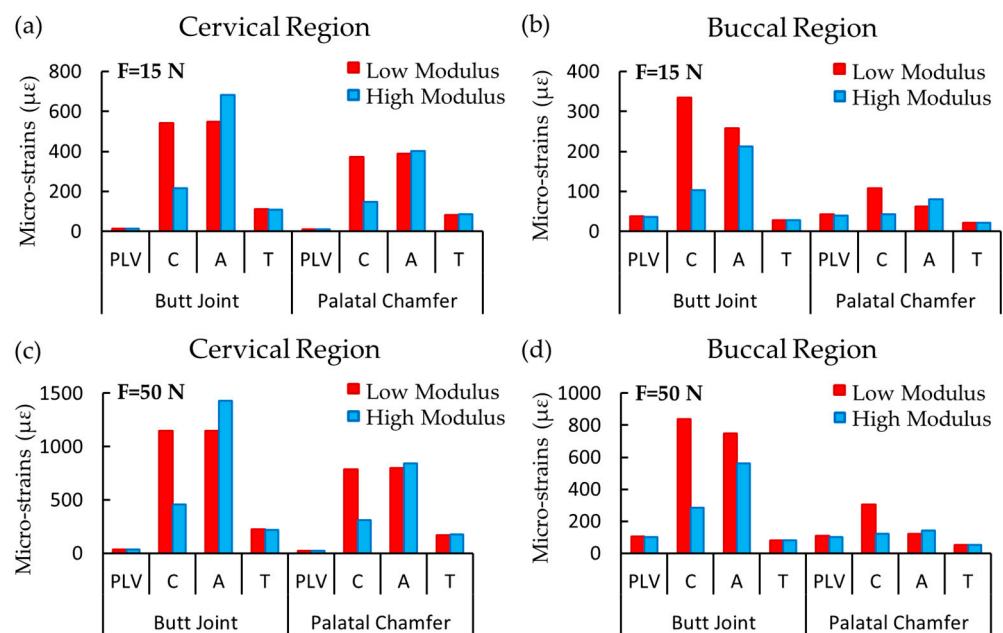 (a) Cervical Region
F=15 N
Low Modulus
High Modulus
Micro-strains (με)
800
600
400
200
0
PLV C A T PLV C A T
Butt Joint Palatal Chamfer
(b) Buccal Region
F=15 N
Low Modulus
High Modulus
Micro-strains (με)
400
300
200
100
0
PLV C A T PLV C A T
Butt Joint Palatal Chamfer
(c) Cervical Region
F=50 N
Low Modulus
High Modulus
Micro-strains (με)
1500
1000
500
0
PLV C A T PLV C A T
Butt Joint Palatal Chamfer
(d) Buccal Region
F=50 N
Low Modulus
High Modulus
Micro-strains (με)
1000
800
600
400
200
0
PLV C A T PLV C A T
Butt Joint Palatal Chamfer